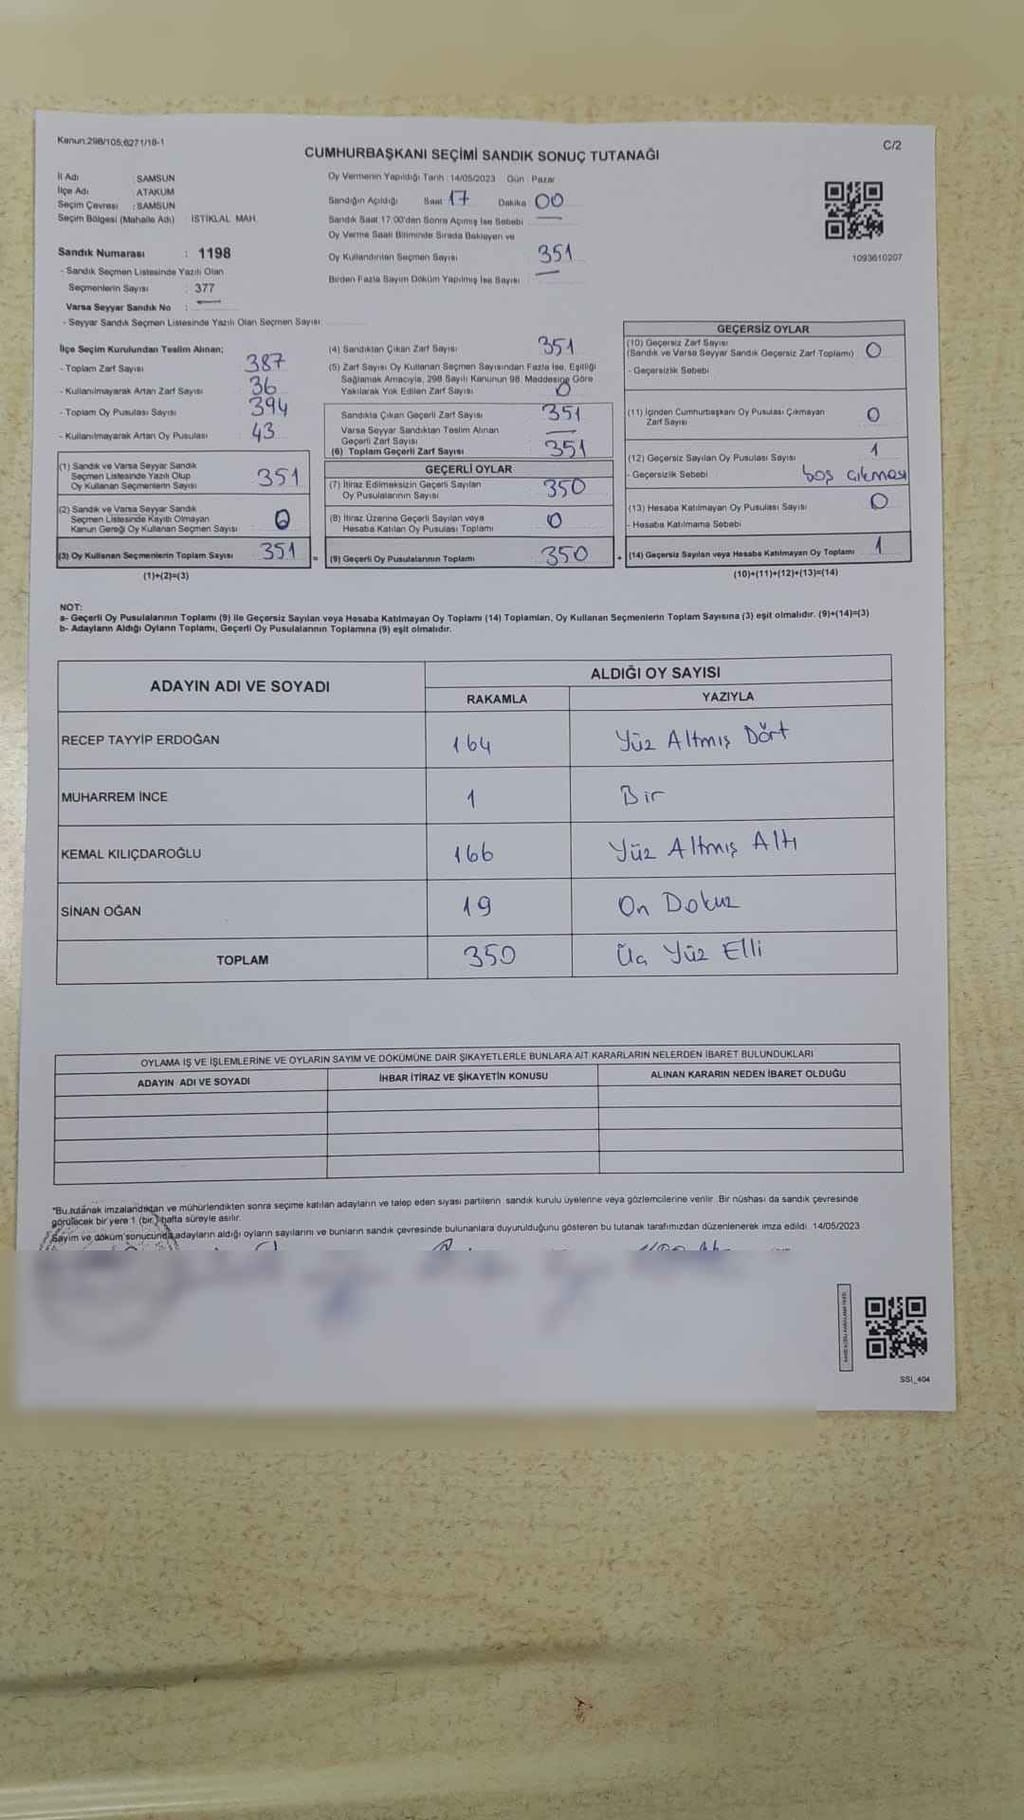 Kanun.298/105;6271/18-1
C/2
CUMHURBAŞKANI SEÇİMİ SANDIK SONUÇ TUTANAĞI
İl Adı : SAMSUN
İlçe Adı : ATAKUM
Seçim Çevresi : SAMSUN
Seçim Bölgesi (Mahalle Adı) İSTİKLAL MAH.
Sandık Numarası : 1198
- Sandık Seçmen Listesinde Yazılı Olan
Seçmenlerin Sayısı : 377
Varsa Seyyar Sandık No : —
- Seyyar Sandık Seçmen Listesinde Yazılı Olan Seçmen Sayısı:
Oy Vermenin Yapıldığı Tarih : 14/05/2023 Gün : Pazar
Sandığın Açıldığı Saat 17 Dakika 00
Sandık Saat 17.00'den Sonra Açılmış İse Sebebi —
Oy Verme Saati Bitiminde Sırada Bekleyen ve
Oy Kullandırılan Seçmen Sayısı 351
Birden Fazla Sayım Döküm Yapılmış İse Sayısı —
1093610207
İlçe Seçim Kurulundan Teslim Alınan;
- Toplam Zarf Sayısı 387
- Kullanılmayarak Artan Zarf Sayısı 36
- Toplam Oy Pusulası Sayısı 394
- Kullanılmayarak Artan Oy Pusulası 43
(1) Sandık ve Varsa Seyyar Sandık
Seçmen Listesinde Yazılı Olup
Oy Kullanan Seçmenlerin Sayısı 351
(2) Sandık ve Varsa Seyyar Sandık
Seçmen Listesinde Kayıtlı Olmayan
Kanun Gereği Oy Kullanan Seçmen Sayısı 0
(3) Oy Kullanan Seçmenlerin Toplam Sayısı 351 =
(1)+(2)=(3)
(4) Sandıktan Çıkan Zarf Sayısı 351
(5) Zarf Sayısı Oy Kullanan Seçmen Sayısından Fazla İse, Eşitliği
Sağlamak Amacıyla, 298 Sayılı Kanunun 98. Maddesine Göre
Yakılarak Yok Edilen Zarf Sayısı 0
Sandıkta Çıkan Geçerli Zarf Sayısı 351
Varsa Seyyar Sandıktan Teslim Alınan
Geçerli Zarf Sayısı —
(6) Toplam Geçerli Zarf Sayısı 351
GEÇERLİ OYLAR
(7) İtiraz Edilmeksizin Geçerli Sayılan
Oy Pusulalarının Sayısı 350
(8) İtiraz Üzerine Geçerli Sayılan veya
Hesaba Katılan Oy Pusulası Toplamı 0
(9) Geçerli Oy Pusulalarının Toplamı 350 +
GEÇERSİZ OYLAR
(10) Geçersiz Zarf Sayısı
(Sandık ve Varsa Seyyar Sandık Geçersiz Zarf Toplamı) 0
- Geçersizlik Sebebi
(11) İçinden Cumhurbaşkanı Oy Pusulası Çıkmayan
Zarf Sayısı 0
(12) Geçersiz Sayılan Oy Pusulası Sayısı 1
- Geçersizlik Sebebi boş çıkması
(13) Hesaba Katılmayan Oy Pusulası Sayısı 0
- Hesaba Katılmama Sebebi
(14) Geçersiz Sayılan veya Hesaba Katılmayan Oy Toplamı 1
(10)+(11)+(12)+(13)=(14)
NOT:
a- Geçerli Oy Pusulalarının Toplamı (9) ile Geçersiz Sayılan veya Hesaba Katılmayan Oy Toplamı (14) Toplamları, Oy Kullanan Seçmenlerin Toplam Sayısına (3) eşit olmalıdır. (9)+(14)=(3)
b- Adayların Aldığı Oyların Toplamı, Geçerli Oy Pusulalarının Toplamına (9) eşit olmalıdır.
ADAYIN ADI VE SOYADI
ALDIĞI OY SAYISI
RAKAMLA YAZIYLA
RECEP TAYYİP ERDOĞAN 164 Yüz Altmış Dört
MUHARREM İNCE 1 Bir
KEMAL KILIÇDAROĞLU 166 Yüz Altmış Altı
SİNAN OĞAN 19 On Dokuz
TOPLAM 350 Üç Yüz Elli
OYLAMA İŞ VE İŞLEMLERİNE VE OYLARIN SAYIM VE DÖKÜMÜNE DAİR ŞİKAYETLERLE BUNLARA AİT KARARLARIN NELERDEN İBARET BULUNDUKLARI
ADAYIN ADI VE SOYADI İHBAR İTİRAZ VE ŞİKAYETİN KONUSU ALINAN KARARIN NEDEN İBARET OLDUĞU
"Bu tutanak imzalandıktan ve mühürlendikten sonra seçime katılan adayların ve talep eden siyasi partilerin sandık kurulu üyelerine veya gözlemcilerine verilir. Bir nüshası da sandık çevresinde
görülecek bir yere 1 (bir) hafta süreyle asılır.
Sayım ve döküm sonucunda adayların aldığı oyların sayılarını ve bunların sandık çevresinde bulunanlara duyurulduğunu gösteren bu tutanak tarafımızdan düzenlenerek imza edildi. 14/05/2023
SSI_404